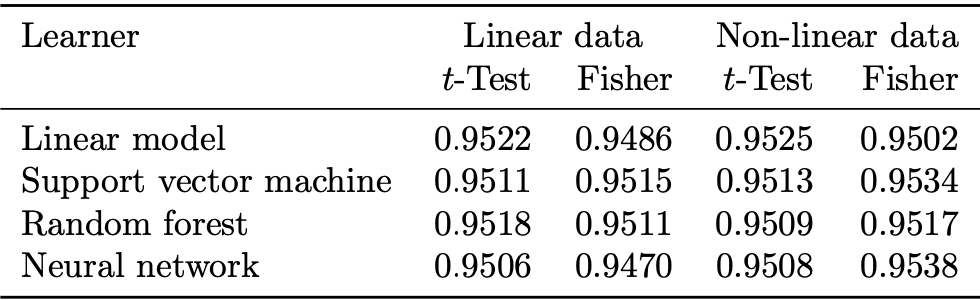 Learner Linear data Non-linear data
t-Test Fisher t-Test Fisher
Linear model 0.9522 0.9486 0.9525 0.9502
Support vector machine 0.9511 0.9515 0.9513 0.9534
Random forest 0.9518 0.9511 0.9509 0.9517
Neural network 0.9506 0.9470 0.9508 0.9538